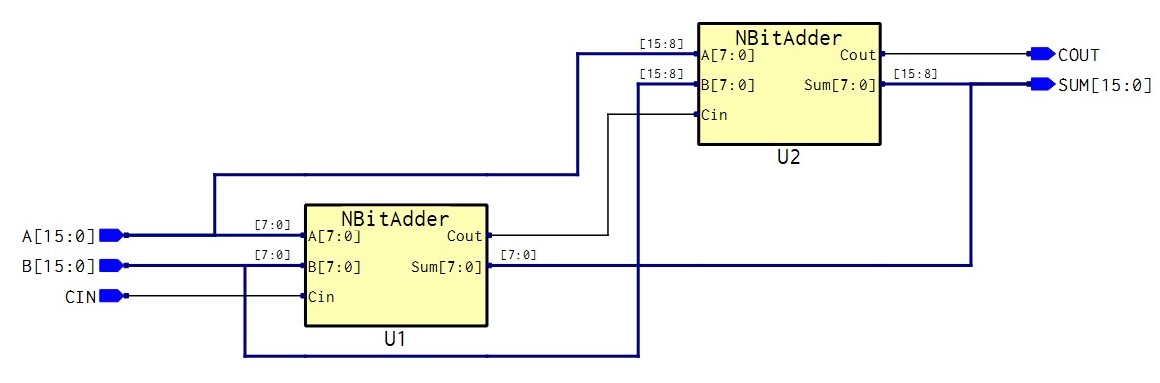 NBitAdder
[15:8]
A[7:0]
Cout
COUT
[15:8]
B[7:0]
Sum[7:0]
[15:8]
SUM[15:0]
Cin
U2
NBitAdder
A[15:0]
[7:0]
A[7:0]
Cout
B[15:0]
[7:0]
B[7:0]
Sum[7:0]
[7:0]
CIN
Cin
U1